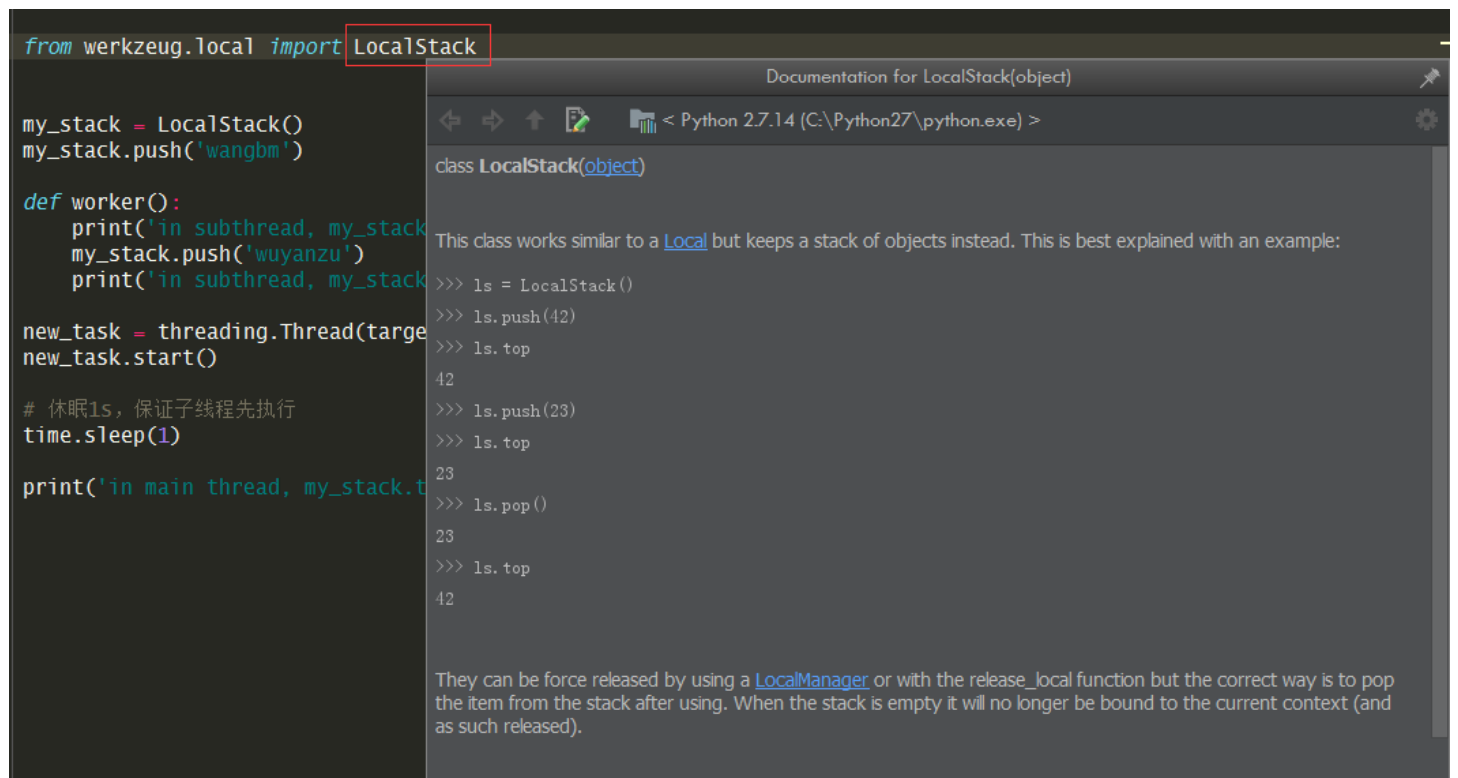 from werkzeug.local import LocalStack
my_stack = LocalStack()
my_stack.push('wangbm')
def worker():
print('in subthread, my_stack
my_stack.push('wuyanzu')
print('in subthread, my_stack
new_task = threading.Thread(targe
new_task.start()
# 休眠1s，保证子线程先执行
time.sleep(1)
print('in main thread, my_stack.t
Documentation for LocalStack(object)
< Python 2.7.14 (C:\Python27\python.exe) >
class LocalStack(object)
This class works similar to a Local but keeps a stack of objects instead. This is best explained with an example:
>>> ls = LocalStack()
>>> ls.push(42)
>>> ls.top
42
>>> ls.push(23)
>>> ls.top
23
>>> ls.pop()
23
>>> ls.top
42
They can be force released by using a LocalManager or with the release_local function but the correct way is to pop
the item from the stack after using. When the stack is empty it will no longer be bound to the current context (and
as such released).